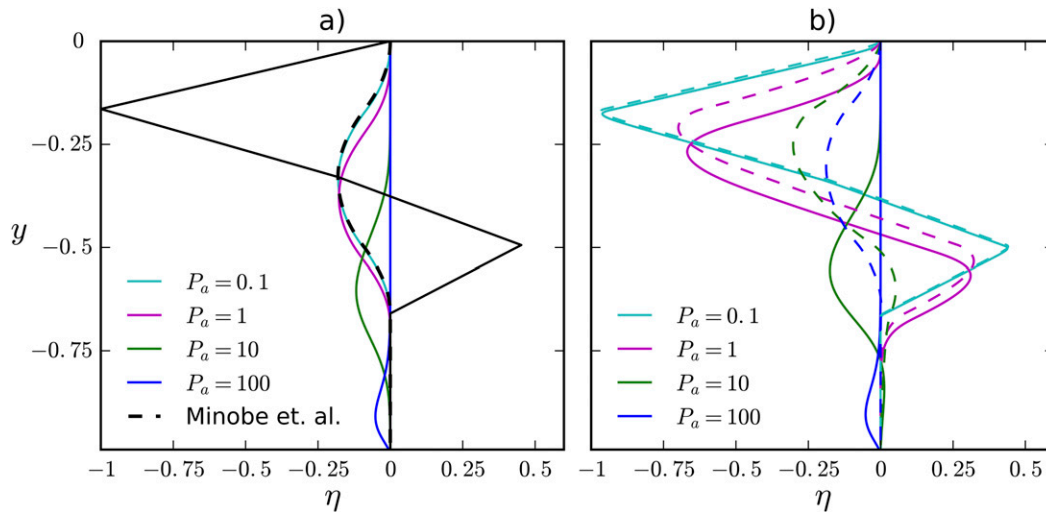 a)
0
−0.25
−0.5
−0.75
y
−1
−0.75
−0.5
−0.25
0
0.25
0.5
η
P_a = 0.1
P_a = 1
P_a = 10
P_a = 100
Minobe et. al.
b)
−1
−0.75
−0.5
−0.25
0
0.25
0.5
η
P_a = 0.1
P_a = 1
P_a = 10
P_a = 100